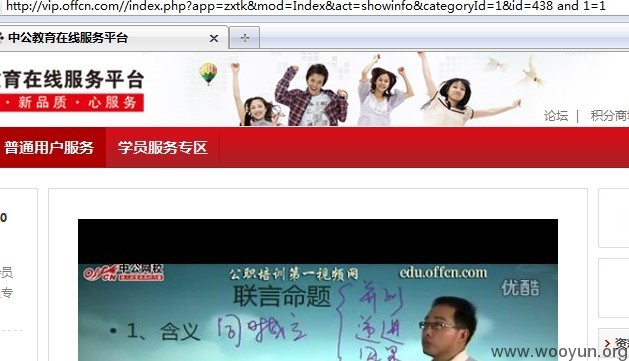 http://vip.offcn.com//index.php?app=zxtk&mod=Index&act=showinfo&categoryId=1&id=438 and 1=1
中公教育在线服务平台
教育在线服务平台
·新品质·心服务
论坛 | 积分商
普通用户服务
学员服务专区
0
员
专
offcn 中公网校
公职培训第一视频网
edu.offcn.com
优酷
联言命题
并列
递进
• 1、含义 同时成立
www.wooyun.org